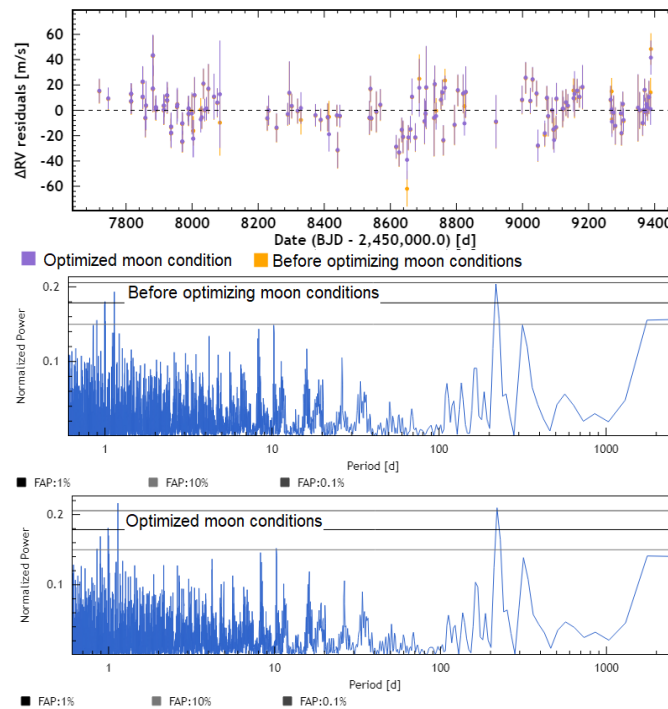 60
40
20
0
-20
-40
-60
ΔRV residuals [m/s]
7800 8000 8200 8400 8600 8800 9000 9200 9400
Date (BJD - 2,450,000.0) [d]
Optimized moon condition Before optimizing moon conditions
Before optimizing moon conditions
0.2
0.1
Normalized Power
1 10 100 1000
Period [d]
FAP:1% FAP:10% FAP:0.1%
Optimized moon conditions
0.2
0.1
Normalized Power
1 10 100 1000
Period [d]
FAP:1% FAP:10% FAP:0.1%